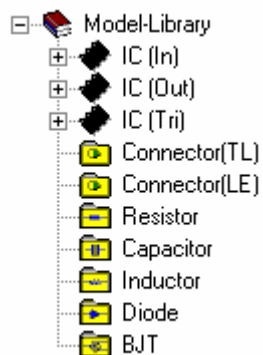 Model-Library
IC (In)
IC (Out)
IC (Tri)
Connector(TL)
Connector(LE)
Resistor
Capacitor
Inductor
Diode
BJT